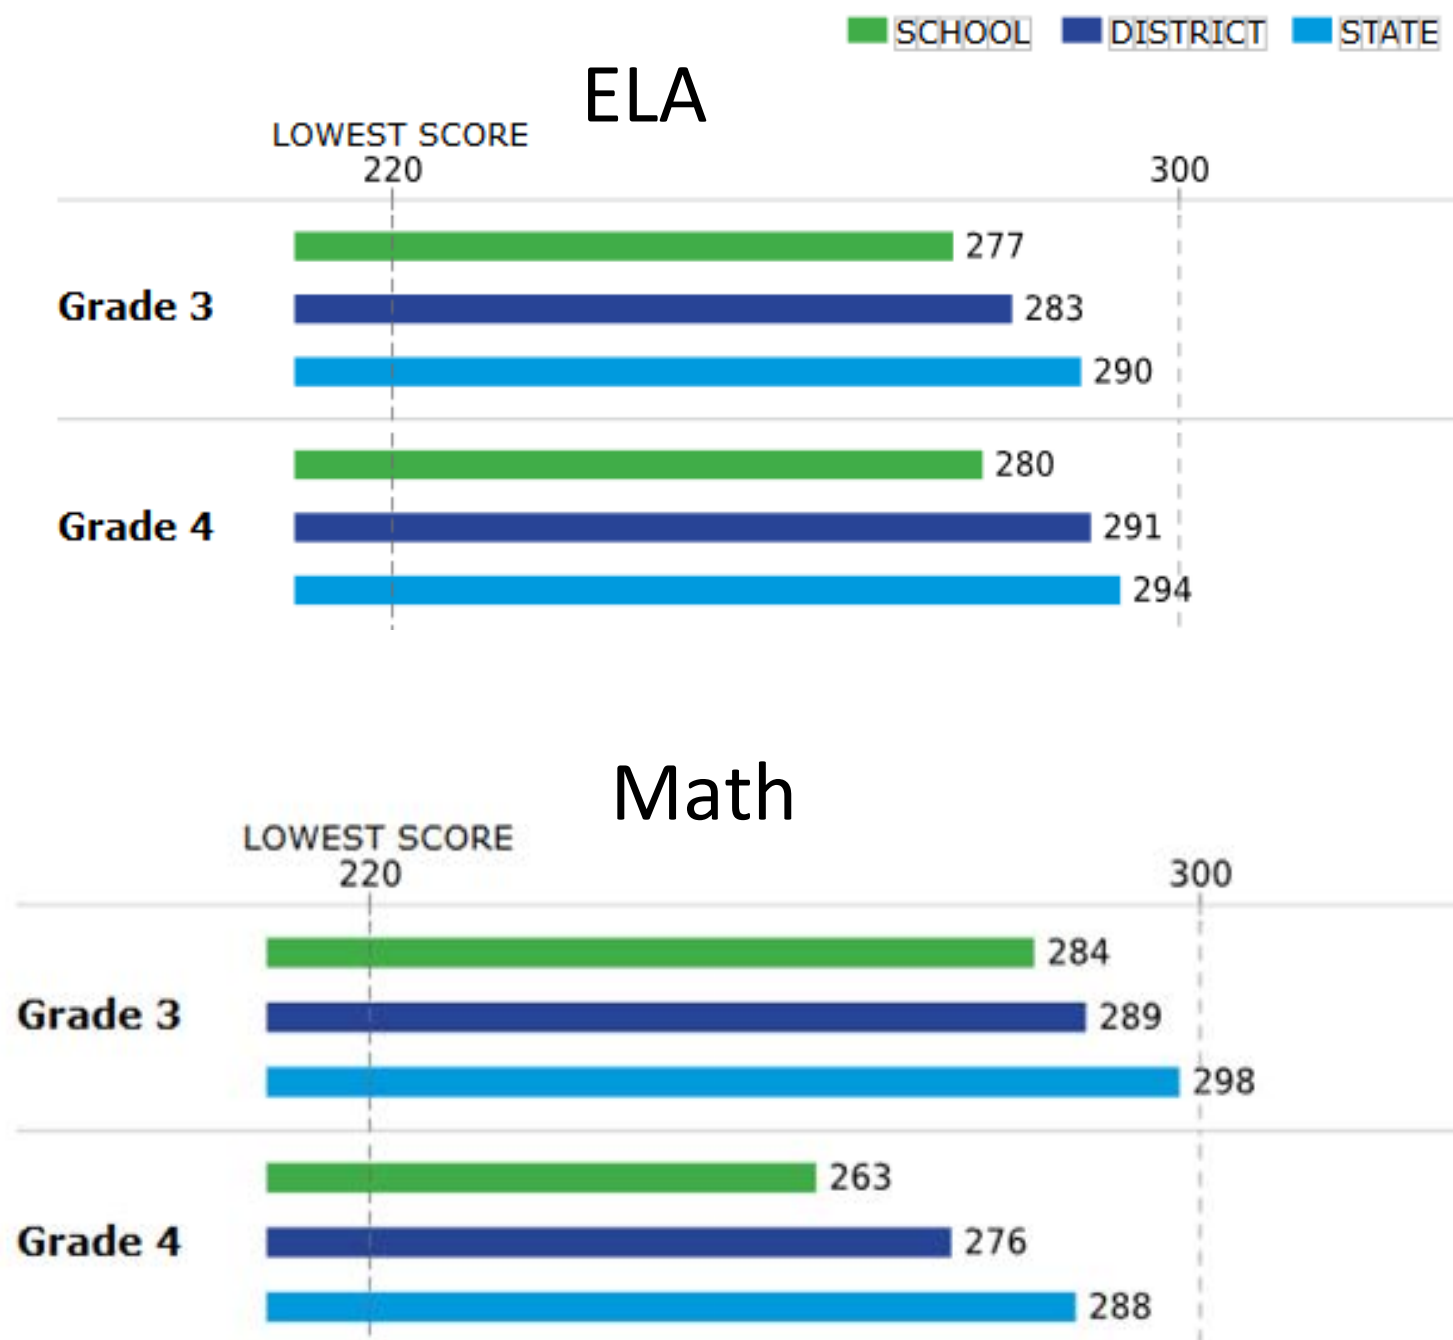 SCHOOL DISTRICT STATE
ELA
LOWEST SCORE
220 300
277
Grade 3 283
290
280
Grade 4 291
294
Math
LOWEST SCORE
220 300
284
Grade 3 289
298
263
Grade 4 276
288